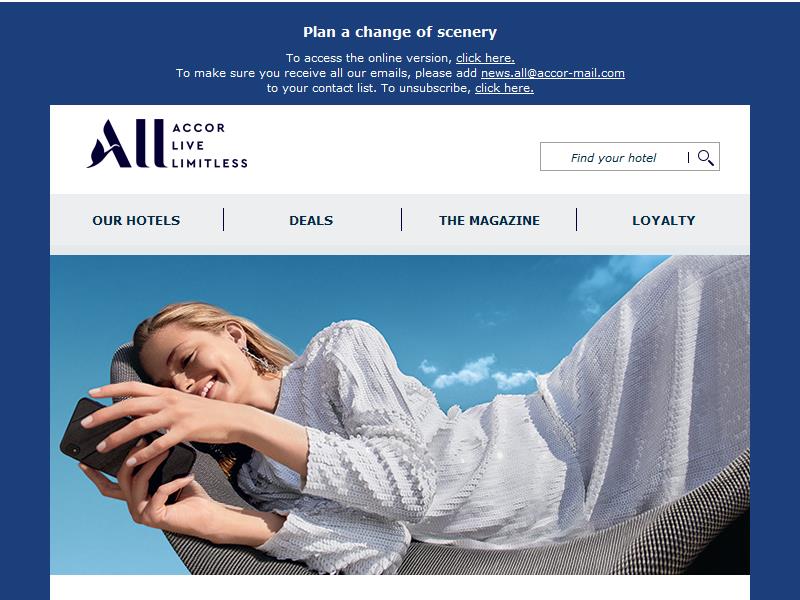 Plan a change of scenery
To access the online version, click here.
To make sure you receive all our emails, please add news.all@accor-mail.com
to your contact list. To unsubscribe, click here.
All ACCOR
LIVE
LIMITLESS
Find your hotel
OUR HOTELS DEALS THE MAGAZINE LOYALTY